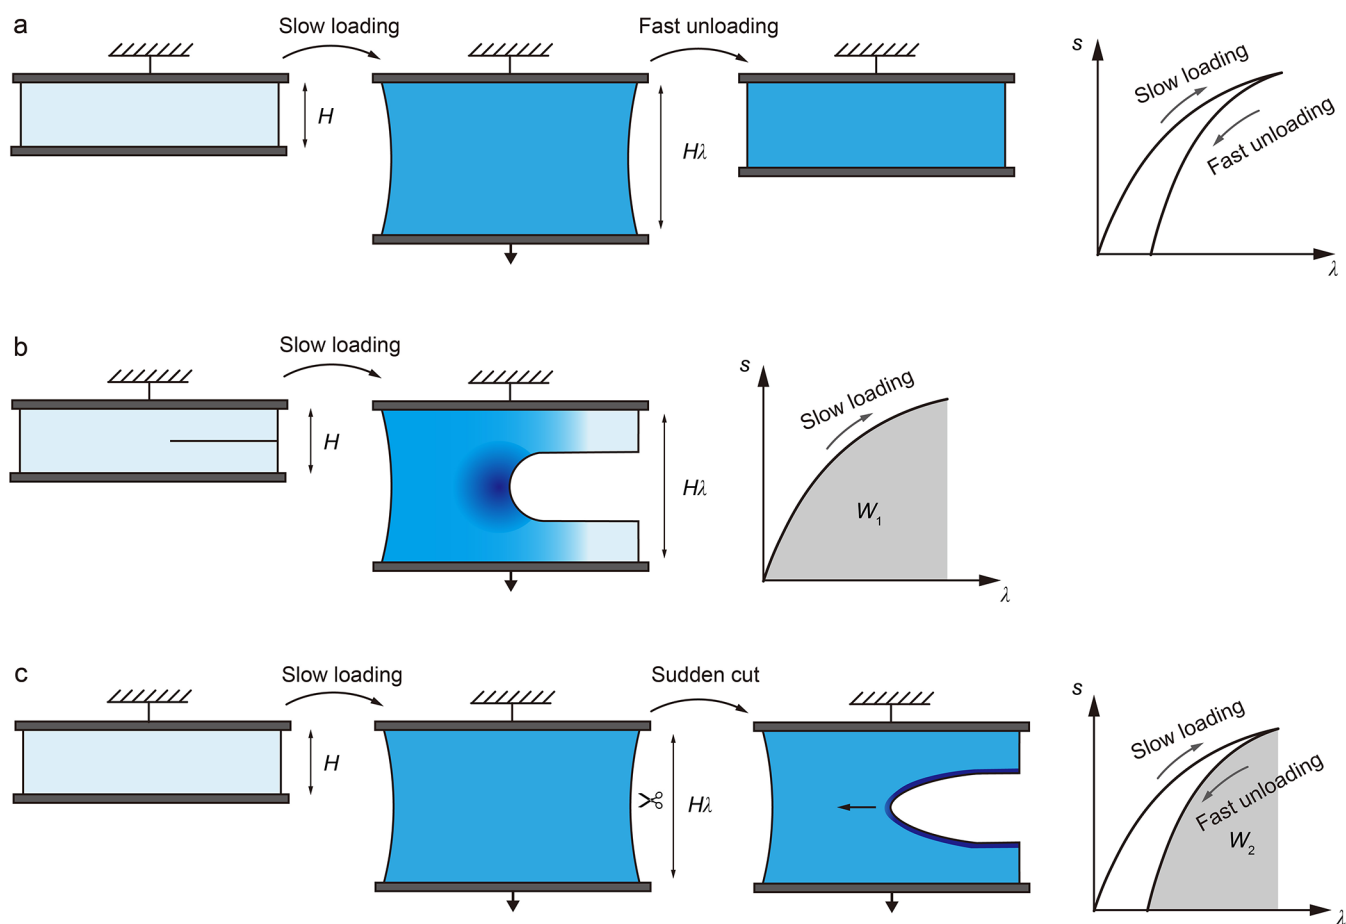 a
Slow loading
Fast unloading
H
Hλ
s
Slow loading
Fast unloading
λ
b
Slow loading
H
Hλ
s
Slow loading
W1
λ
c
Slow loading
Sudden cut
H
Hλ
s
Slow loading
Fast unloading
W2
λ